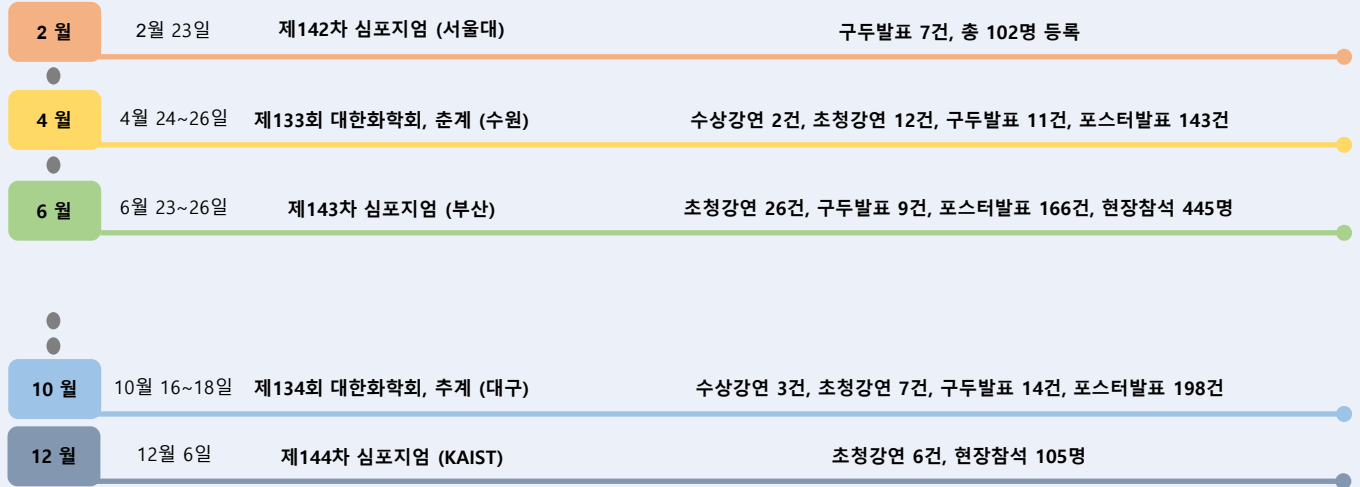 2 월 2월 23일 제142차 심포지엄 (서울대) 구두발표 7건, 총 102명 등록
4 월 4월 24~26일 제133회 대한화학회, 춘계 (수원) 수상강연 2건, 초청강연 12건, 구두발표 11건, 포스터발표 143건
6 월 6월 23~26일 제143차 심포지엄 (부산) 초청강연 26건, 구두발표 9건, 포스터발표 166건, 현장참석 445명
10 월 10월 16~18일 제134회 대한화학회, 추계 (대구) 수상강연 3건, 초청강연 7건, 구두발표 14건, 포스터발표 198건
12 월 12월 6일 제144차 심포지엄 (KAIST) 초청강연 6건, 현장참석 105명